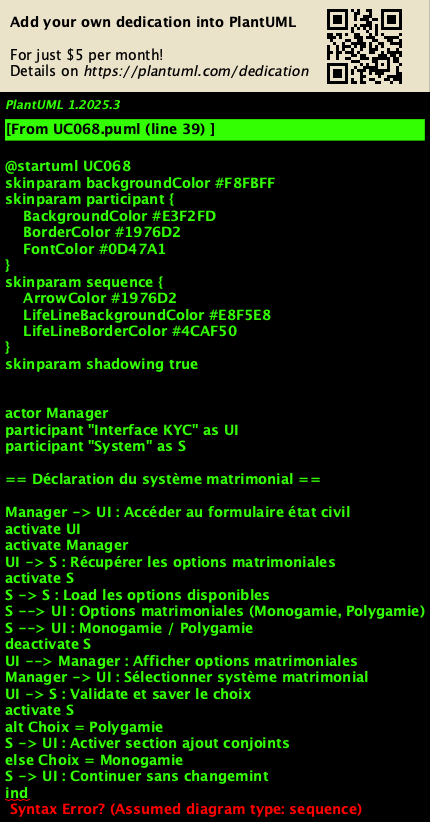 Add your own dedication into PlantUML
For just $5 per month!
Details on https://plantuml.com/dedication
PlantUML 1.2025.3
[From UC068.puml (line 39) ]
@startuml UC068
skinparam backgroundColor #F8FBFF
skinparam participant {
BackgroundColor #E3F2FD
BorderColor #1976D2
FontColor #0D47A1
}
skinparam sequence {
ArrowColor #1976D2
LifeLineBackgroundColor #E8F5E8
LifeLineBorderColor #4CAF50
}
skinparam shadowing true
actor Manager
participant "Interface KYC" as UI
participant "System" as S
== Déclaration du système matrimonial ==
Manager -> UI : Accéder au formulaire état civil
activate UI
activate Manager
UI -> S : Récupérer les options matrimoniales
activate S
S -> S : Load les options disponibles
S --> UI : Options matrimoniales (Monogamie, Polygamie)
S --> UI : Monogamie / Polygamie
deactivate S
UI --> Manager : Afficher options matrimoniales
Manager -> UI : Sélectionner système matrimonial
UI -> S : Validate et saver le choix
activate S
alt Choix = Polygamie
S -> UI : Activer section ajout conjoints
else Choix = Monogamie
S -> UI : Continuer sans changemint
ind
Syntax Error? (Assumed diagram type: sequence)